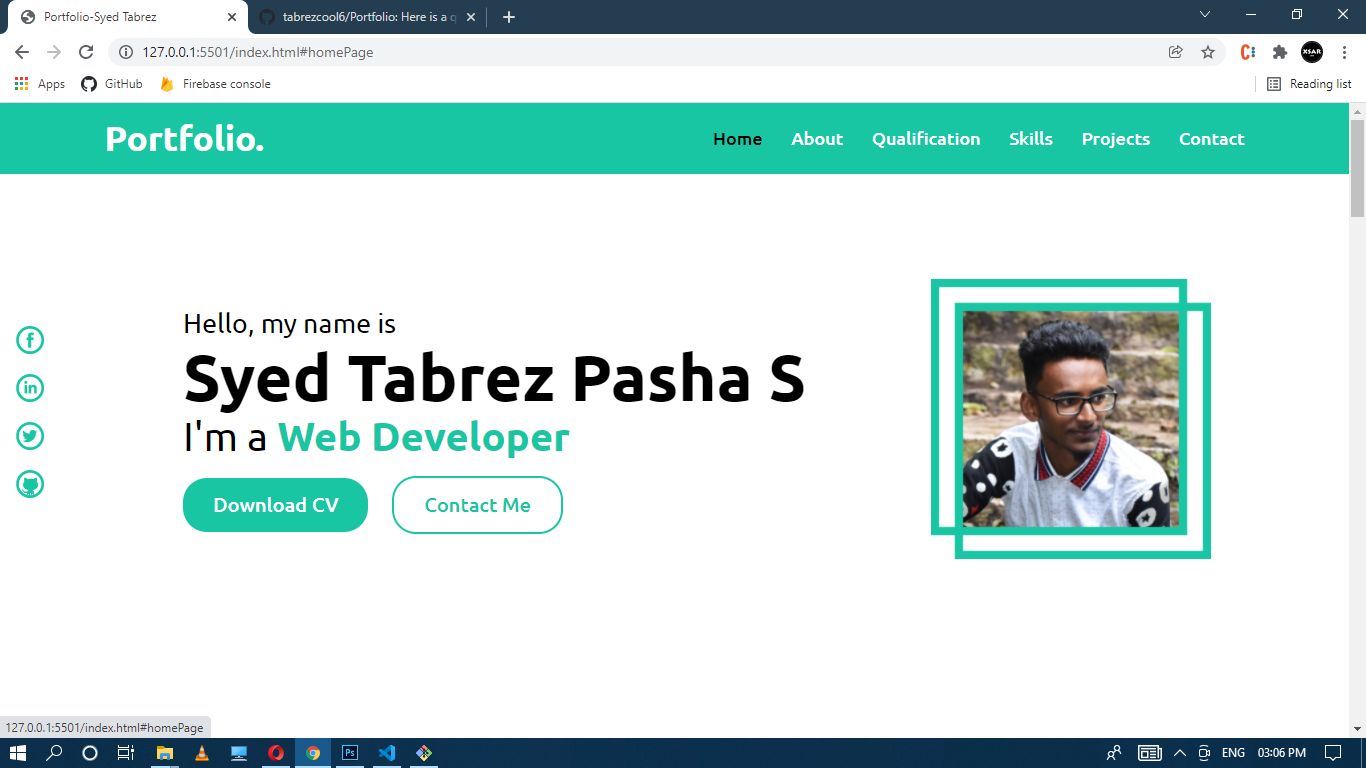 Portfolio-Syed Tabrez
tabrezcool6/Portfolio: Here is a q
127.0.0.1:5501/index.html#homePage
XSAR
Apps GitHub Firebase console Reading list
Portfolio. Home About Qualification Skills Projects Contact
Hello, my name is
Syed Tabrez Pasha S
I'm a Web Developer
Download CV Contact Me
127.0.0.1:5501/index.html#homePage
Ps ENG 03:06 PM